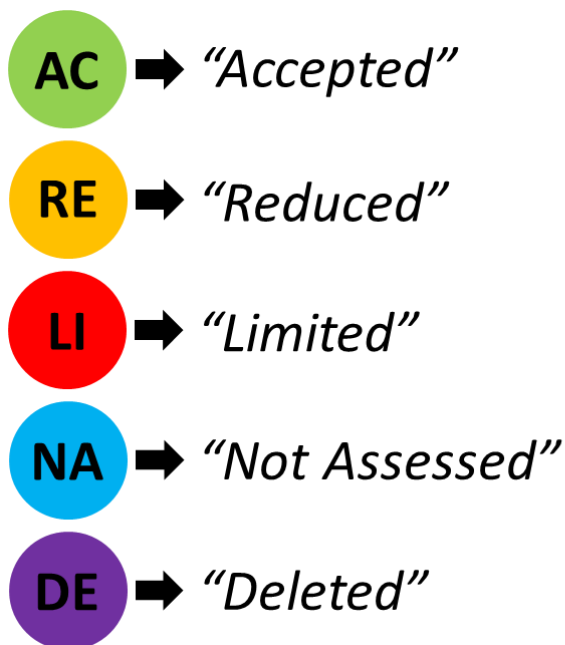 AC “Accepted”
RE “Reduced”
LI “Limited”
NA “Not Assessed”
DE “Deleted”